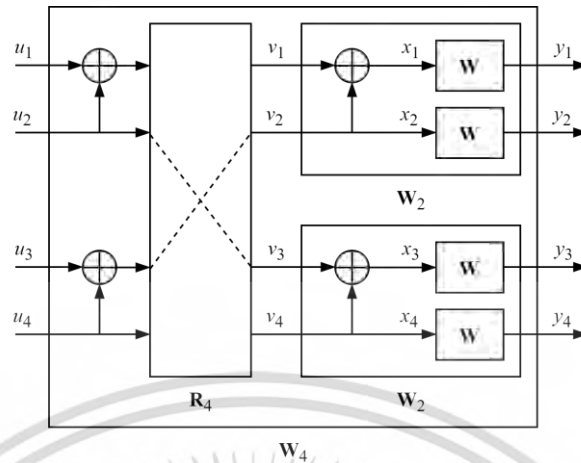 u1 v1 x1 W y1
u2 v2 x2 W y2
W2
u3 v3 x3 W y3
u4 v4 x4 W y4
R4 W2
W4